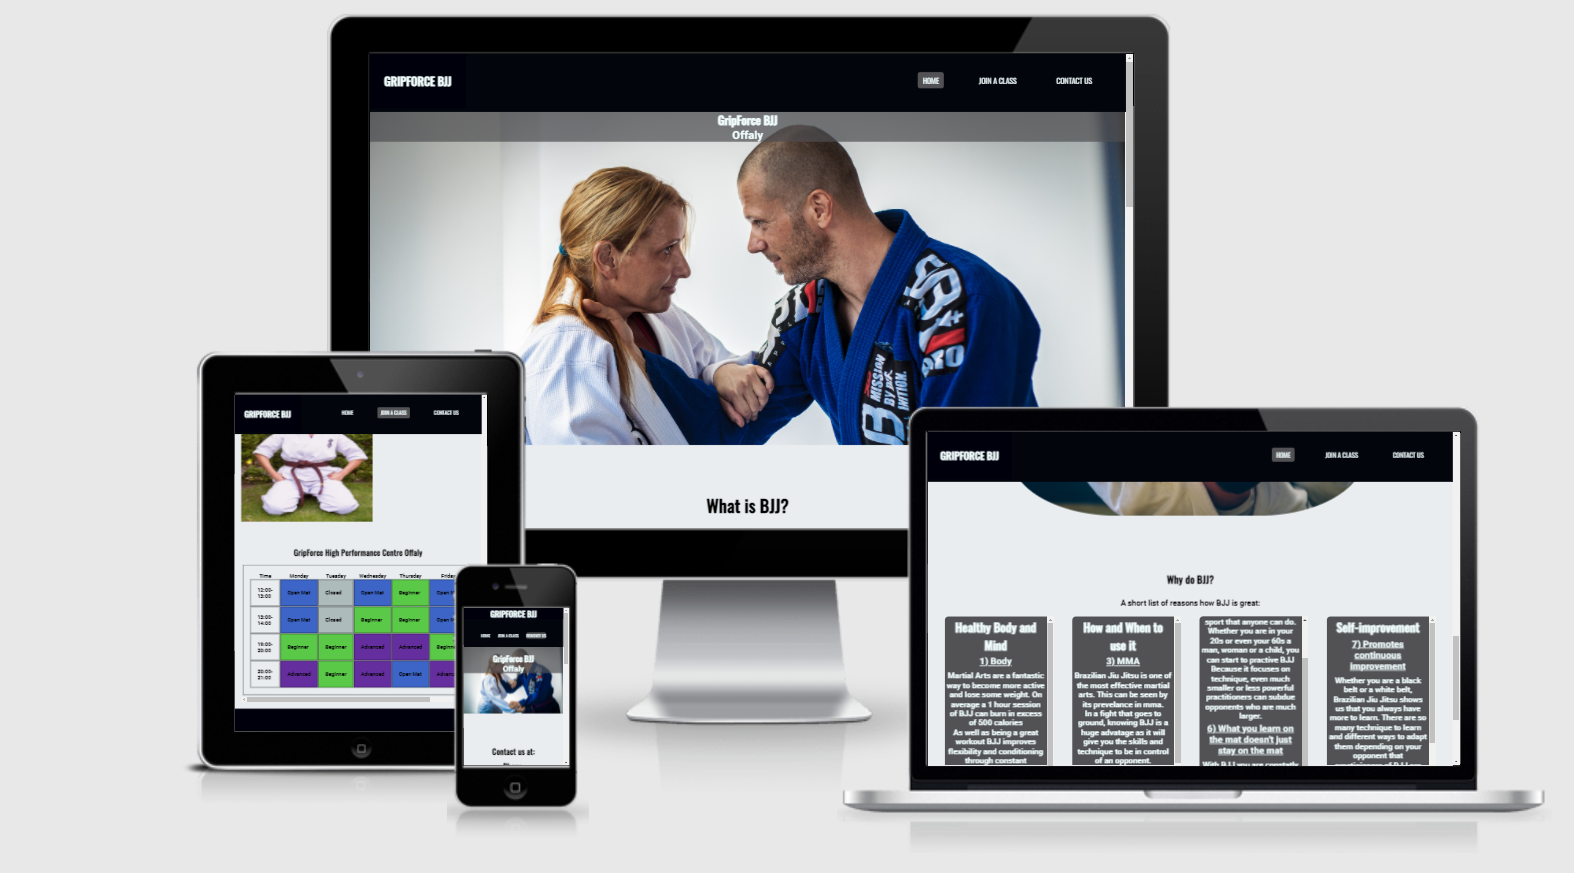 GRIPFORCE BJJ
HOME JOIN A CLASS CONTACT US
GripForce BJJ
Offaly
MISSION
BY
INITION.
What is BJJ?
GRIPFORCE BJJ
HOME JOIN A CLASS CONTACT US
GripForce High Performance Centre Offaly
Time Monday Tuesday Wednesday Thursday Friday
12:00-
13:00
Open Mat Closed Open Mat Beginner Open M
13:00-
14:00
Open Mat Closed Beginner Beginner Open M
19:00-
20:00
Beginner Beginner Advanced Advanced Beginn
20:00-
21:00
Advanced Beginner Advanced Open Mat Advanc
GRIPFORCE BJJ
HOME JOIN A CLASS CONTACT US
GripForce BJJ
Offaly
Contact us at:
GRIPFORCE BJJ
HOME JOIN A CLASS CONTACT US
Why do BJJ?
A short list of reasons how BJJ is great:
Healthy Body and
Mind
1) Body
Martial Arts are a fantastic
way to become more active
and lose some weight. On
average a 1 hour session
of BJJ can burn in excess
of 500 calories
As well as being a great
workout BJJ improves
flexibility and conditioning
through constant
How and When to
use it
3) MMA
Brazilian Jiu Jitsu is one of
the most effective martial
arts. This can be seen by
its prevelance in mma.
In a fight that goes to
ground, knowing BJJ is a
huge advatage as it will
give you the skills and
technique to be in control
of an opponent.
sport that anyone can do.
Whether you are in your
20s or even your 60s a
man, woman or a child, you
can start to practive BJJ
Because it focuses on
technique, even much
smaller or less powerful
practitioners can subdue
opponents who are much
larger.
6) What you learn on
the mat doesn't just
stay on the mat
With BJJ you are constatly
Self-improvement
7) Promotes
continuous
Improvement
Whether you are a black
belt or a white belt,
Brazilian Jiu Jitsu shows
us that you always have
more to learn. There are so
many technique to learn
and different ways to adapt
them depending on your
opponent that